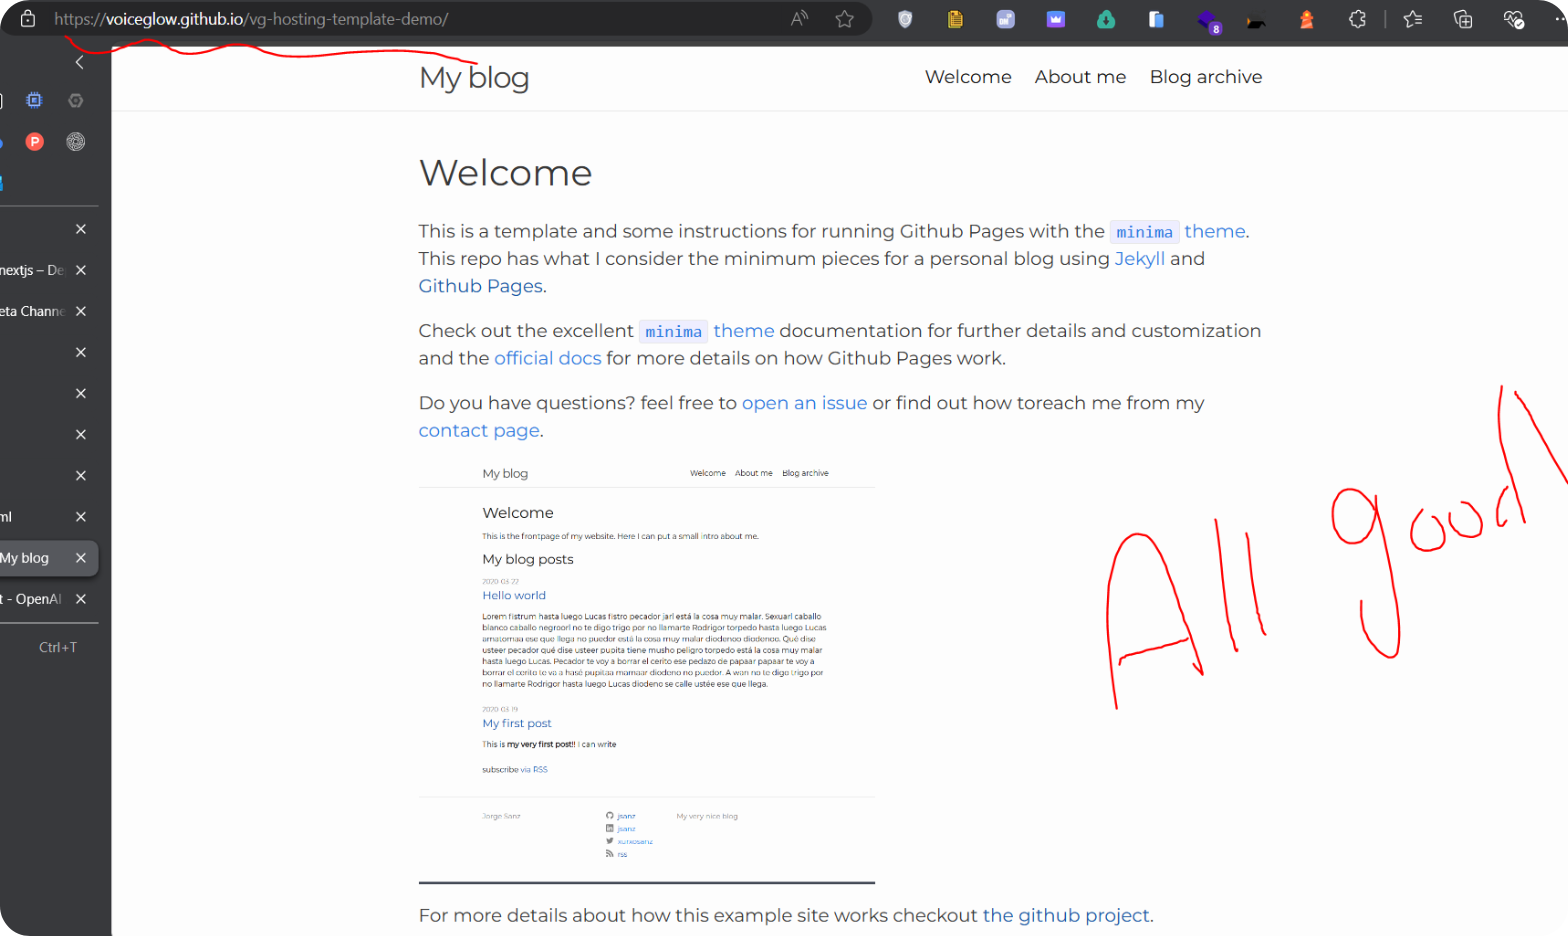 https://voiceglow.github.io/vg-hosting-template-demo/
8
My blog
Welcome About me Blog archive
P
nextjs – De
eta Channe
ml
My blog
t - OpenAI
Ctrl+T
Welcome
This is a template and some instructions for running Github Pages with the minima theme.
This repo has what I consider the minimum pieces for a personal blog using Jekyll and
Github Pages.
Check out the excellent minima theme documentation for further details and customization
and the official docs for more details on how Github Pages work.
Do you have questions? feel free to open an issue or find out how toreach me from my
contact page.
My blog
Welcome About me Blog archive
Welcome
This is the frontpage of my website. Here I can put a small intro about me.
My blog posts
2020-03-22
Hello world
Lorem fistrum hasta luego Lucas fistro pecador jarl está la cosa muy malar. Sexuarl caballo
blanco caballo negroorl no te digo trigo por no llamarte Rodrigor torpedo hasta luego Lucas
amatomaa ese que llega no puedor está la cosa muy malar diodenoo diodenoo. Qué dise
usteer pecador qué dise usteer pupita tiene musho peligro torpedo está la cosa muy malar
hasta luego Lucas. Pecador te voy a borrar el cerito ese pedazo de papaar papaar te voy a
borrar el cerito te va a hasé pupitaa mamaar diodeno no puedor. A wan no te digo trigo por
no llamarte Rodrigor hasta luego Lucas diodeno se calle ustée ese que llega.
2020-03-19
My first post
This is my very first post!! I can write
subscribe via RSS
Jorge Sanz
jsanz
jsanz
xurxosanz
rss
My very nice blog
For more details about how this example site works checkout the github project.
All good